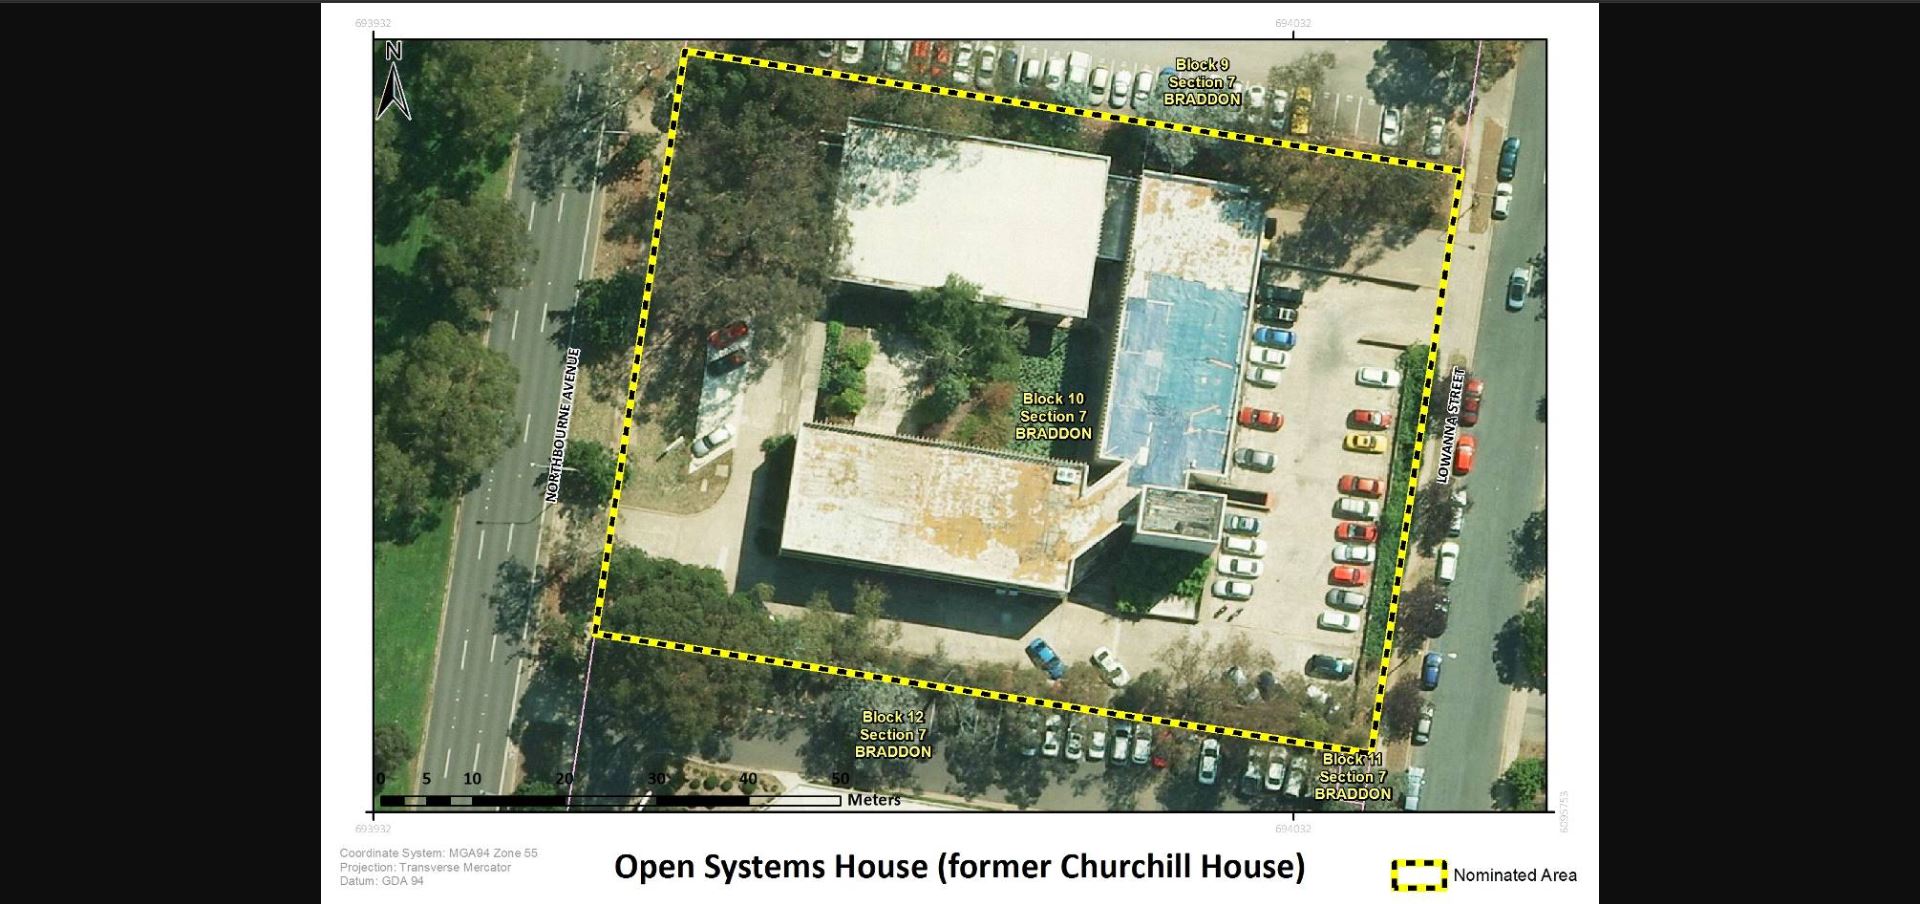 693932
694032
N
Block 9
Section 7
BRADDON
NORTHBOURNE AVENUE
Block 10
Section 7
BRADDON
LOWANNA STREET
Block 12
Section 7
BRADDON
Block 11
Section 7
BRADDON
0 5 10 20 30 40 50
Meters
6095753
693932
694032
Coordinate System: MGA94 Zone 55
Projection: Transverse Mercator
Datum: GDA 94
Open Systems House (former Churchill House)
Nominated Area